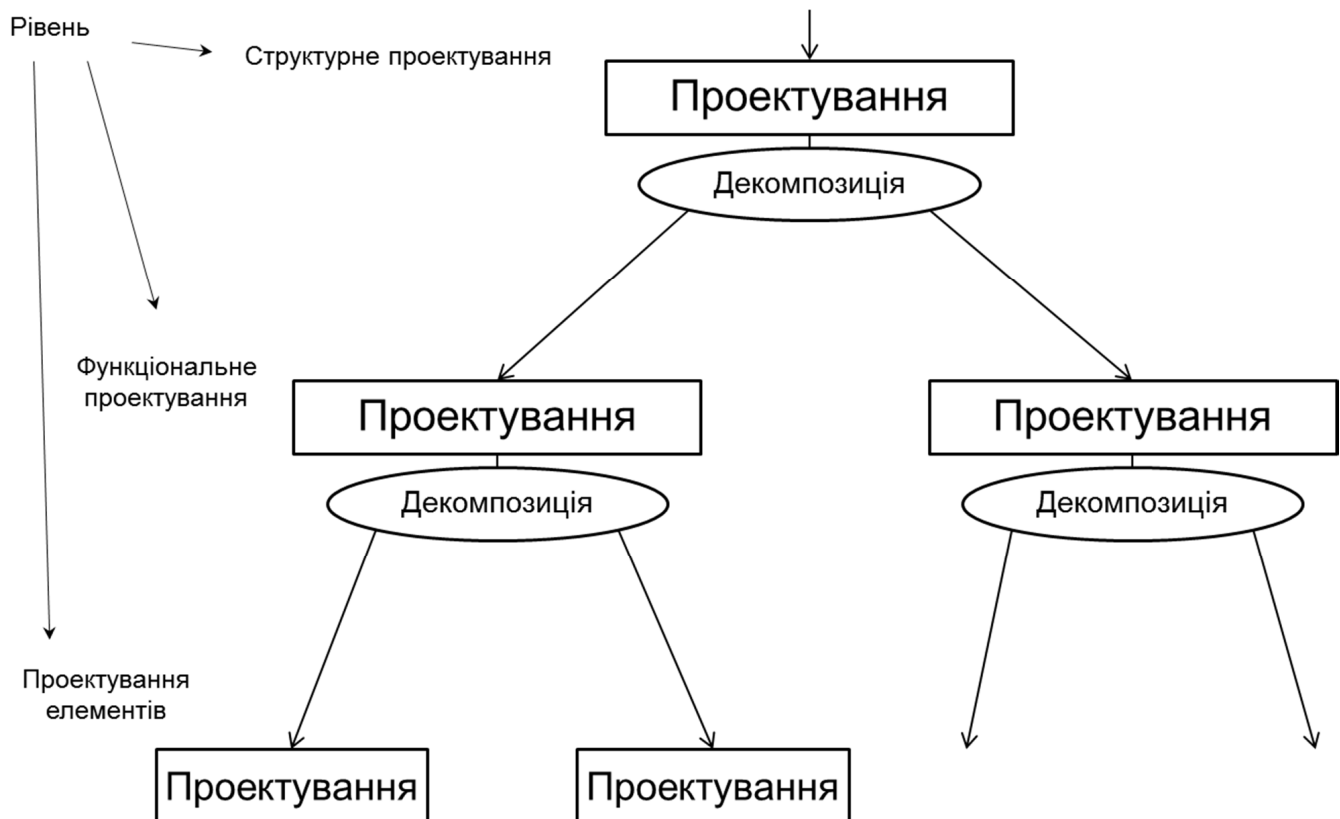 Рівень
Структурне проектування
Проектування
Декомпозиція
Функціональне
проектування
Проектування
Проектування
Декомпозиція
Декомпозиція
Проектування
елементів
Проектування
Проектування